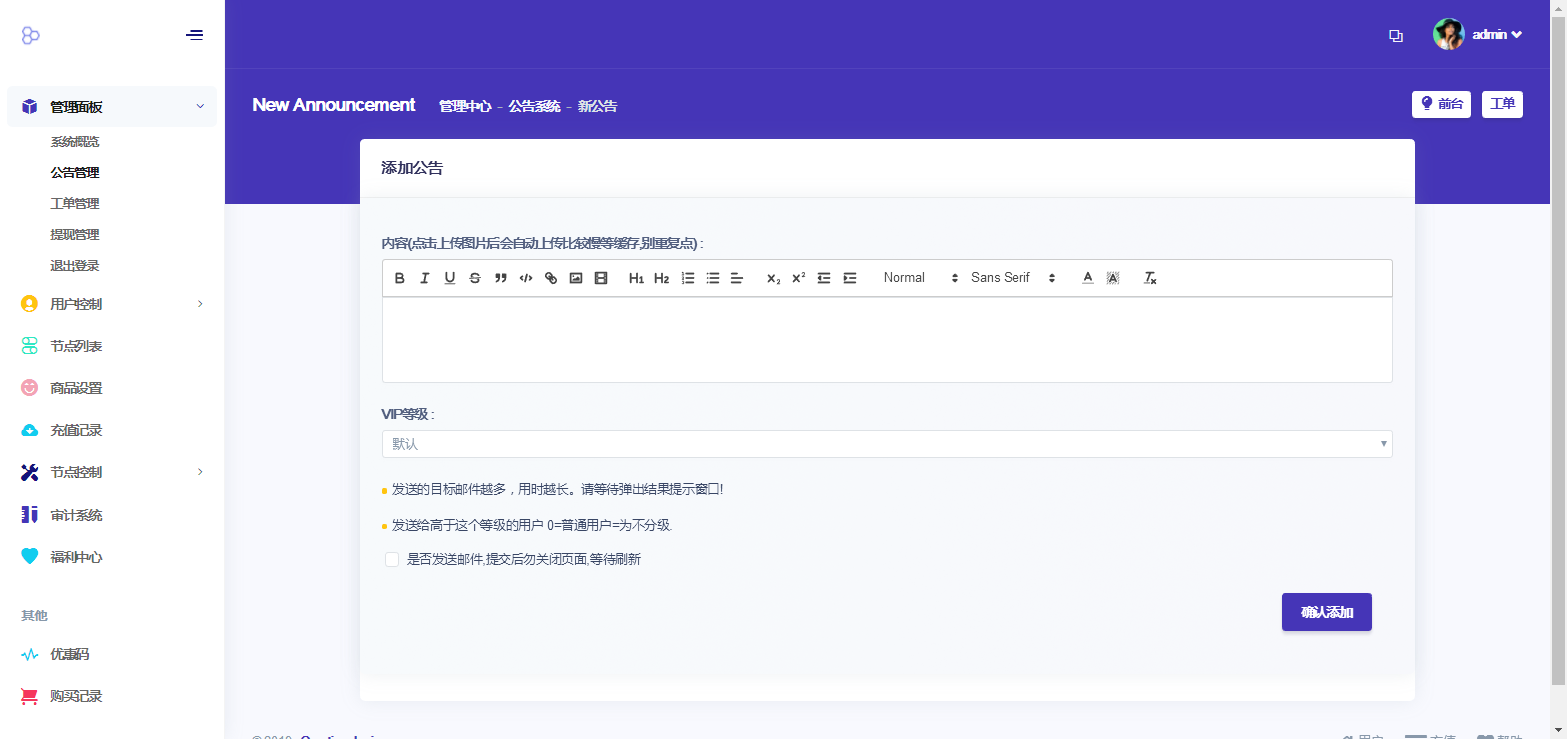 admin
管理面板
系统概览
公告管理
工单管理
提现管理
退出登录
用户控制
节点列表
商品设置
充值记录
节点控制
审计系统
福利中心
其他
优惠码
购买记录
New Announcement 管理中心 - 公告系统 - 新公告
前台 工单
添加公告
内容(点击上传图片后会自动上传比较慢等缓存,别重复点) :
Normal Sans Serif
VIP等级 :
默认
发送的目标邮件越多，用时越长。请等待弹出结果提示窗口!
发送给高于这个等级的用户 0=普通用户=为不分级.
是否发送邮件,提交后勿关闭页面,等待刷新
确认添加